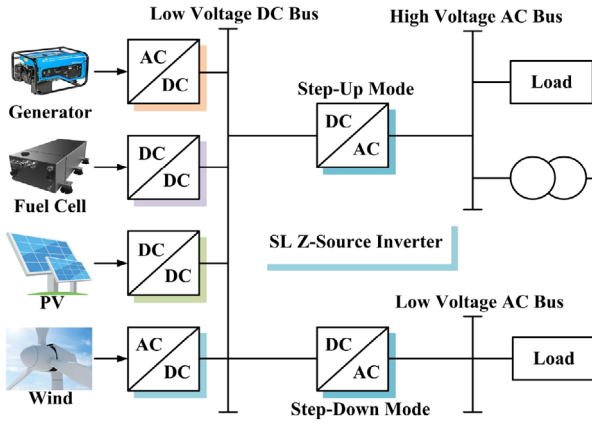 Low Voltage DC Bus
High Voltage AC Bus
AC
DC
Generator
Step-Up Mode
DC
AC
Load
DC
DC
Fuel Cell
SL Z-Source Inverter
DC
DC
PV
Low Voltage AC Bus
AC
DC
Wind
DC
AC
Step-Down Mode
Load